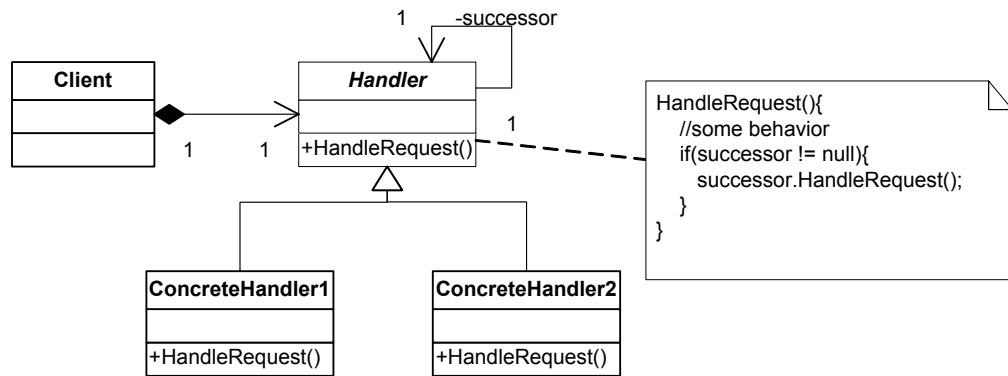 1
-successor
Client
Handler
1
1
1
+HandleRequest()
HandleRequest(){
//some behavior
if(successor != null){
successor.HandleRequest();
}
}
ConcreteHandler1
+HandleRequest()
ConcreteHandler2
+HandleRequest()